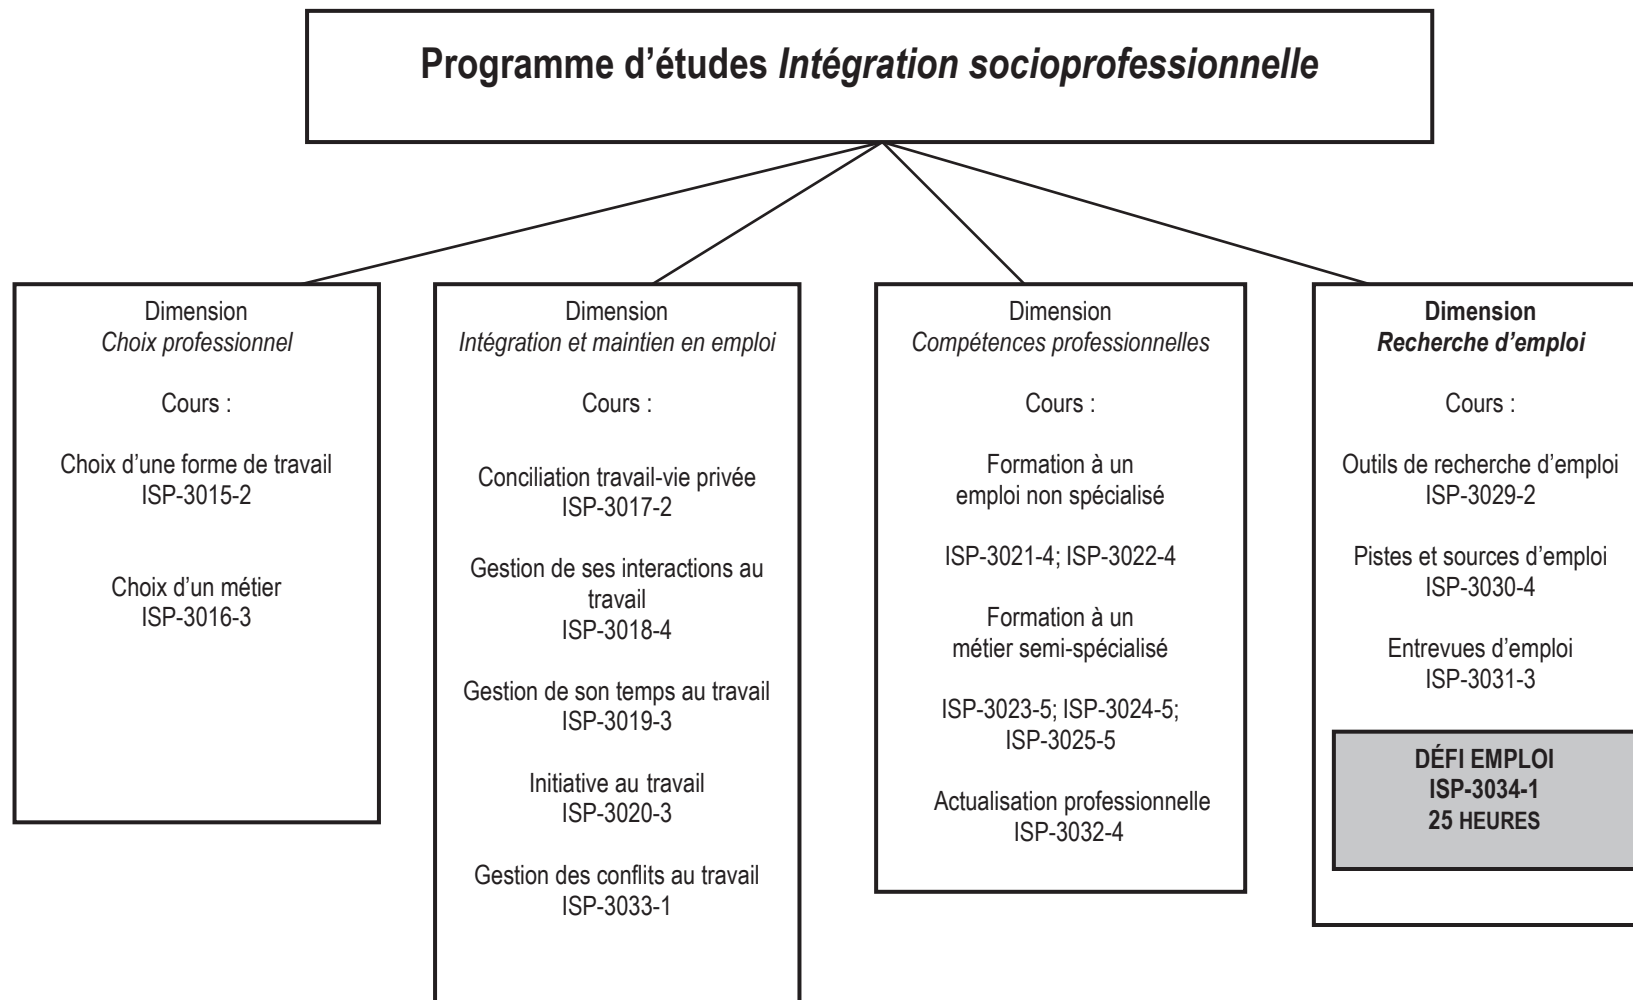 Programme d’études Intégration socioprofessionnelle
Dimension
Choix professionnel
Cours :
Choix d’une forme de travail
ISP-3015-2
Choix d’un métier
ISP-3016-3
Dimension
Intégration et maintien en emploi
Cours :
Conciliation travail-vie privée
ISP-3017-2
Gestion de ses interactions au
travail
ISP-3018-4
Gestion de son temps au travail
ISP-3019-3
Initiative au travail
ISP-3020-3
Gestion des conflits au travail
ISP-3033-1
Dimension
Compétences professionnelles
Cours :
Formation à un
emploi non spécialisé
ISP-3021-4; ISP-3022-4
Formation à un
métier semi-spécialisé
ISP-3023-5; ISP-3024-5;
ISP-3025-5
Actualisation professionnelle
ISP-3032-4
Dimension
Recherche d’emploi
Cours :
Outils de recherche d’emploi
ISP-3029-2
Pistes et sources d’emploi
ISP-3030-4
Entrevues d’emploi
ISP-3031-3
DÉFI EMPLOI
ISP-3034-1
25 HEURES